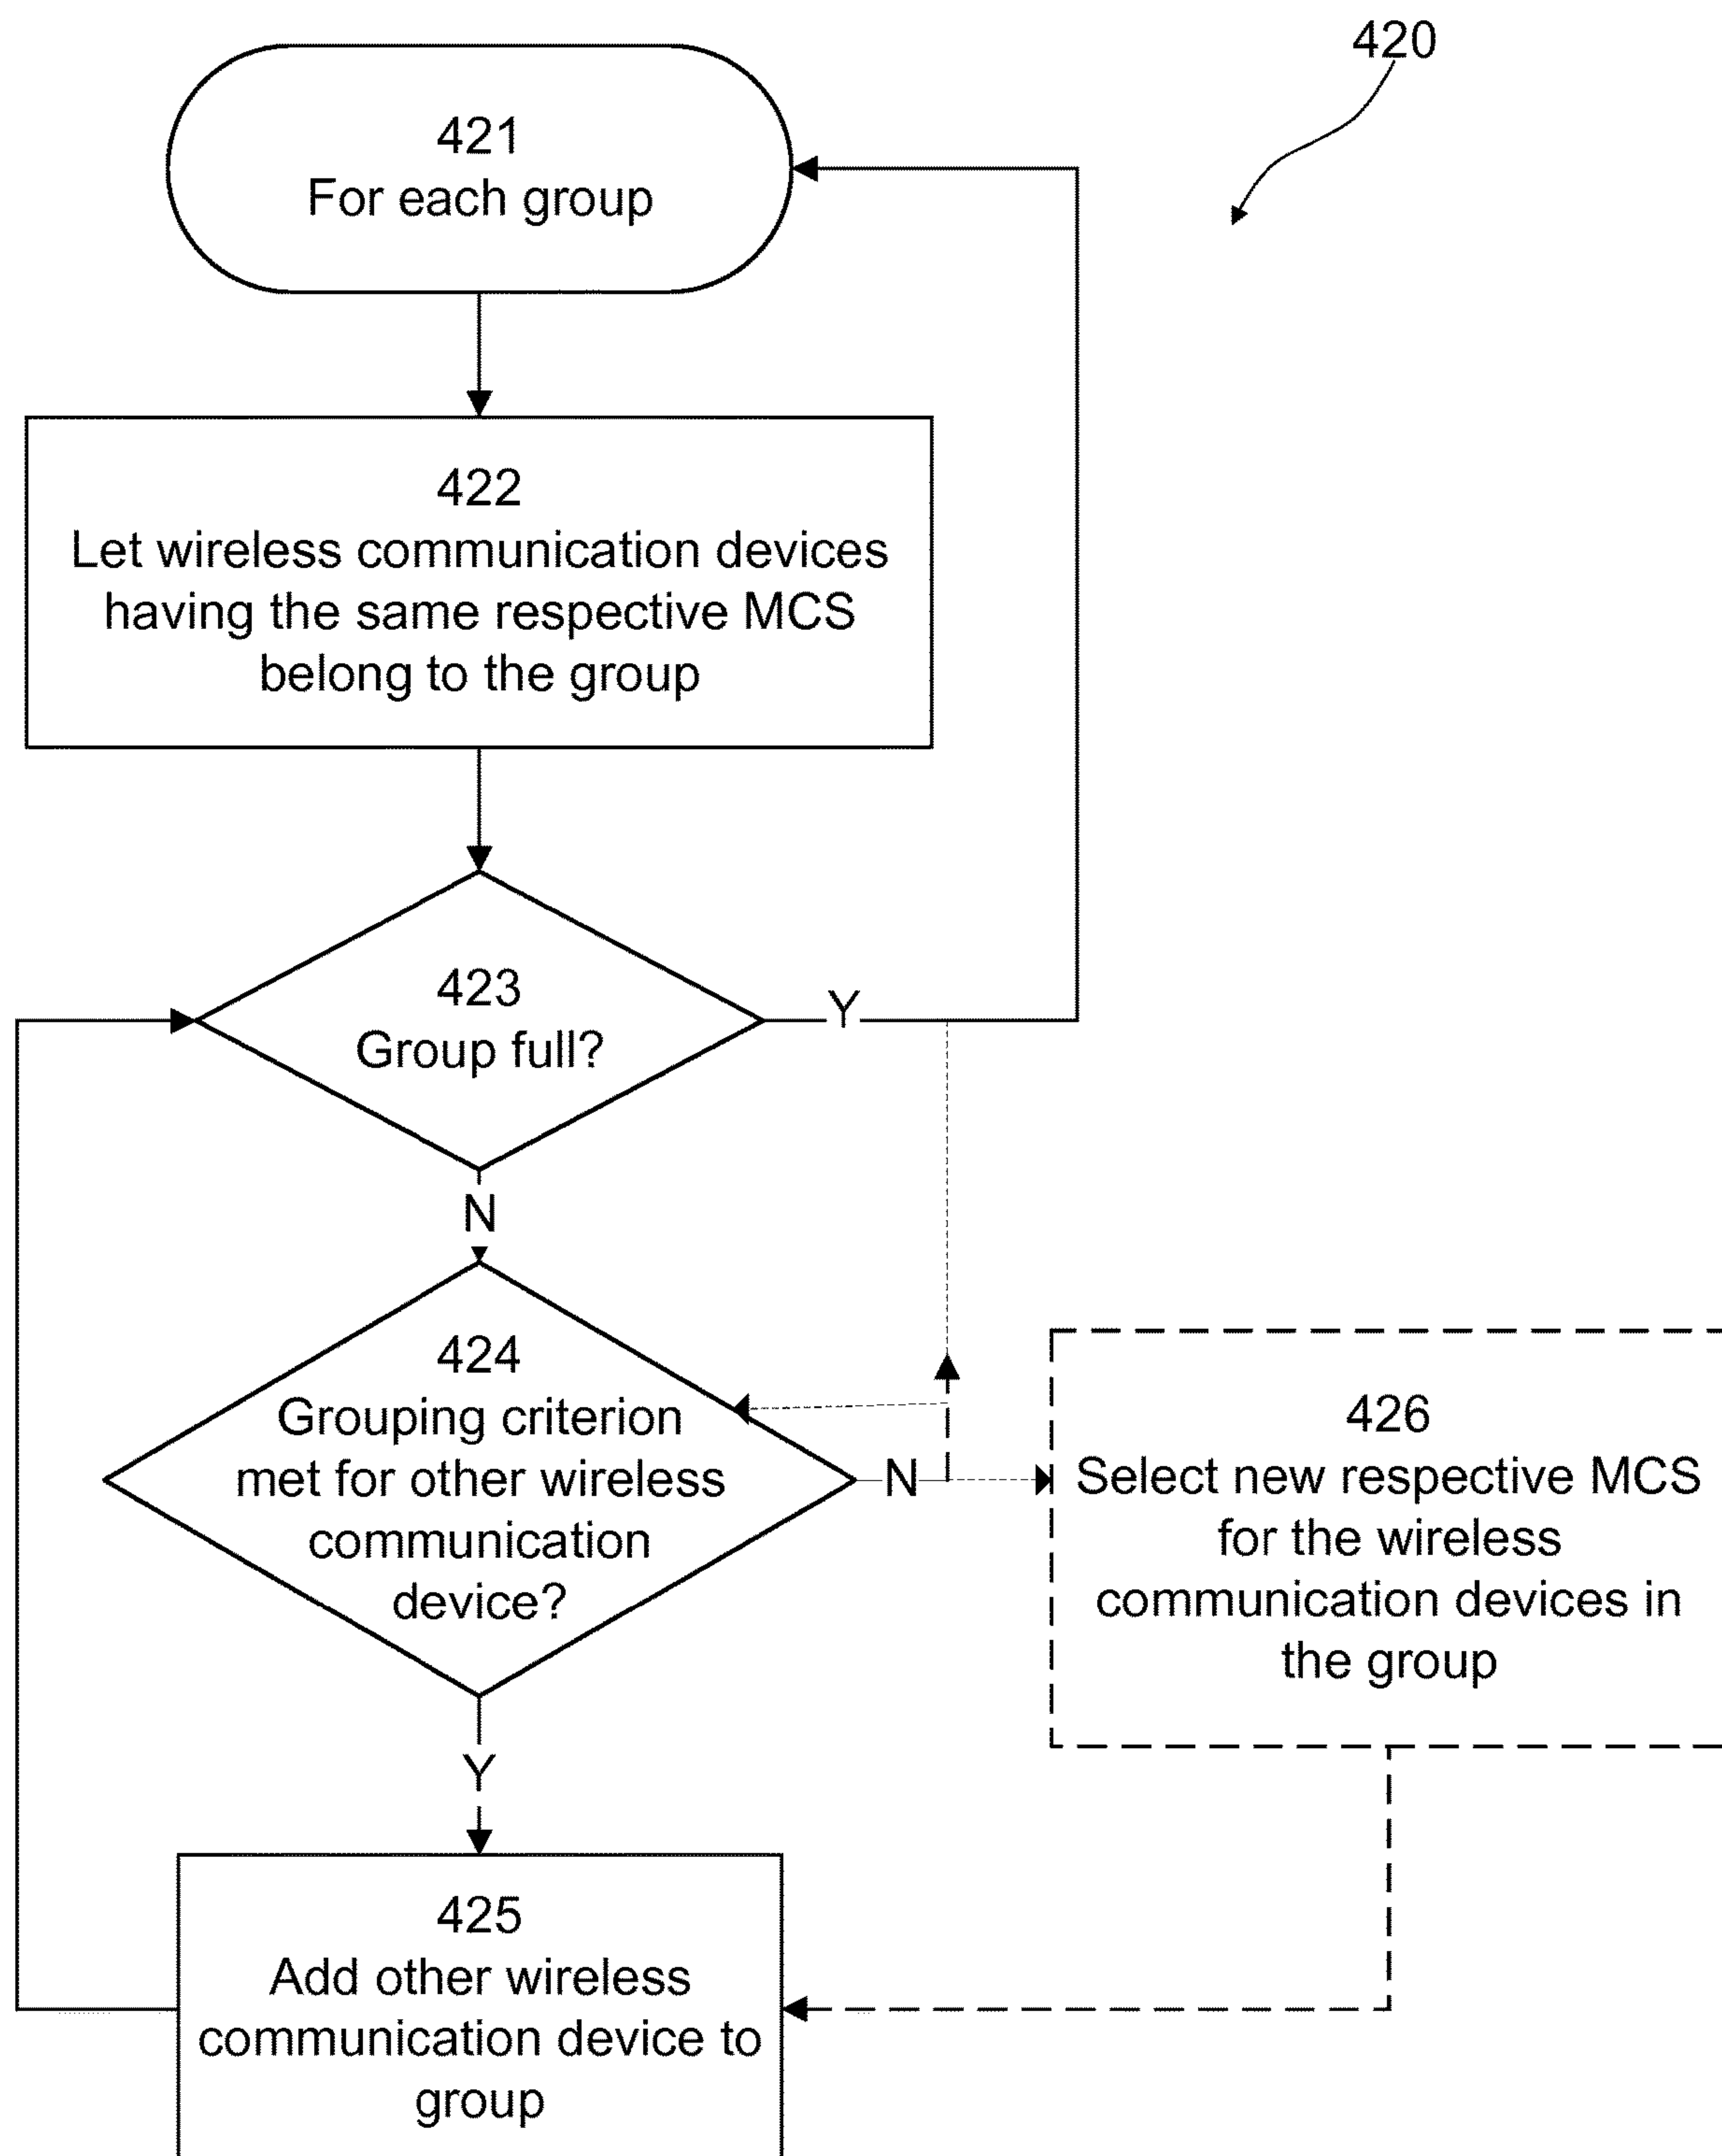 420
421
For each group
422
Let wireless communication devices
having the same respective MCS
belong to the group
423
Group full?
Y
N
424
Grouping criterion
met for other wireless
communication
device?
N
426
Select new respective MCS
for the wireless
communication devices in
the group
Y
425
Add other wireless
communication device to
group